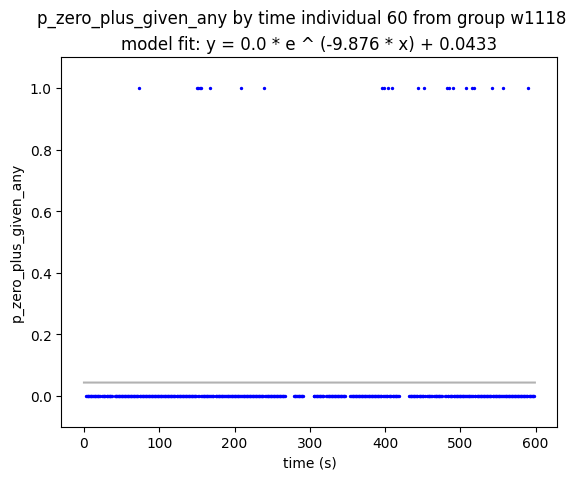 p_zero_plus_given_any by time individual 60 from group w1118
model fit: y = 0.0 * e ^ (-9.876 * x) + 0.0433
1.0
0.8
0.6
0.4
0.2
0.0
p_zero_plus_given_any
0 100 200 300 400 500 600
time (s)